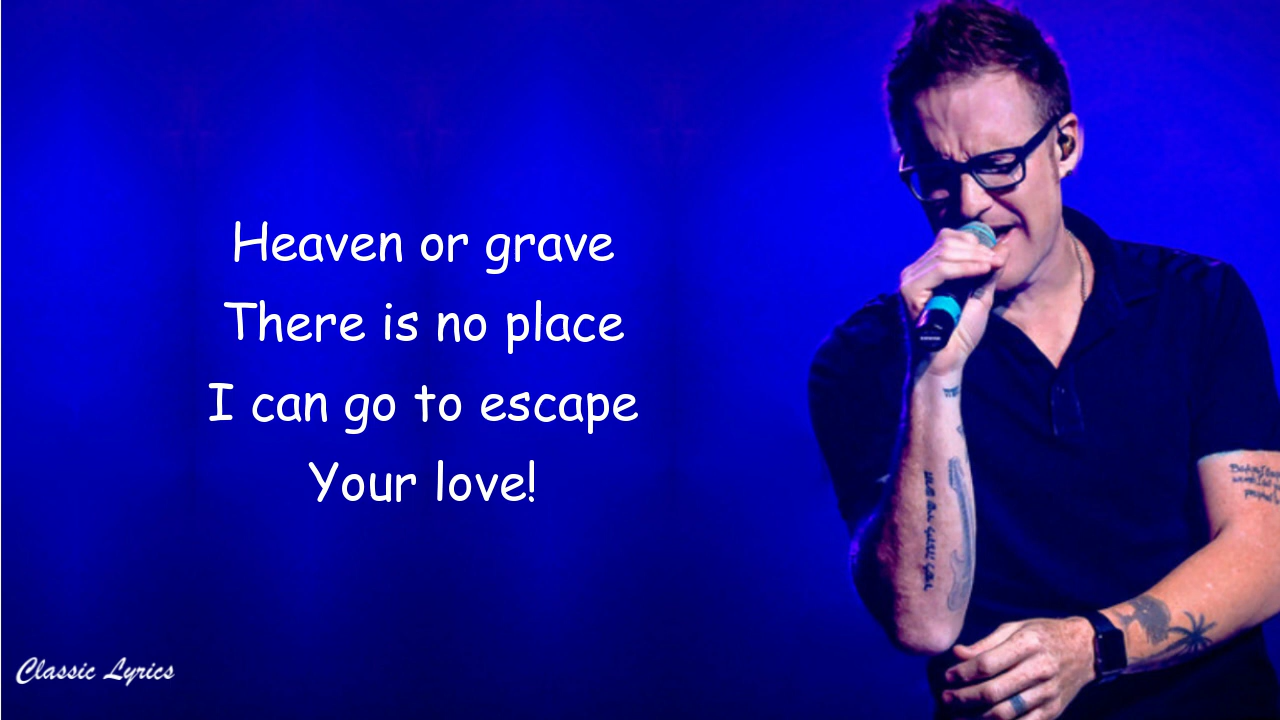 Heaven or grave
There is no place
I can go to escape
Your love!
Classic Lyrics